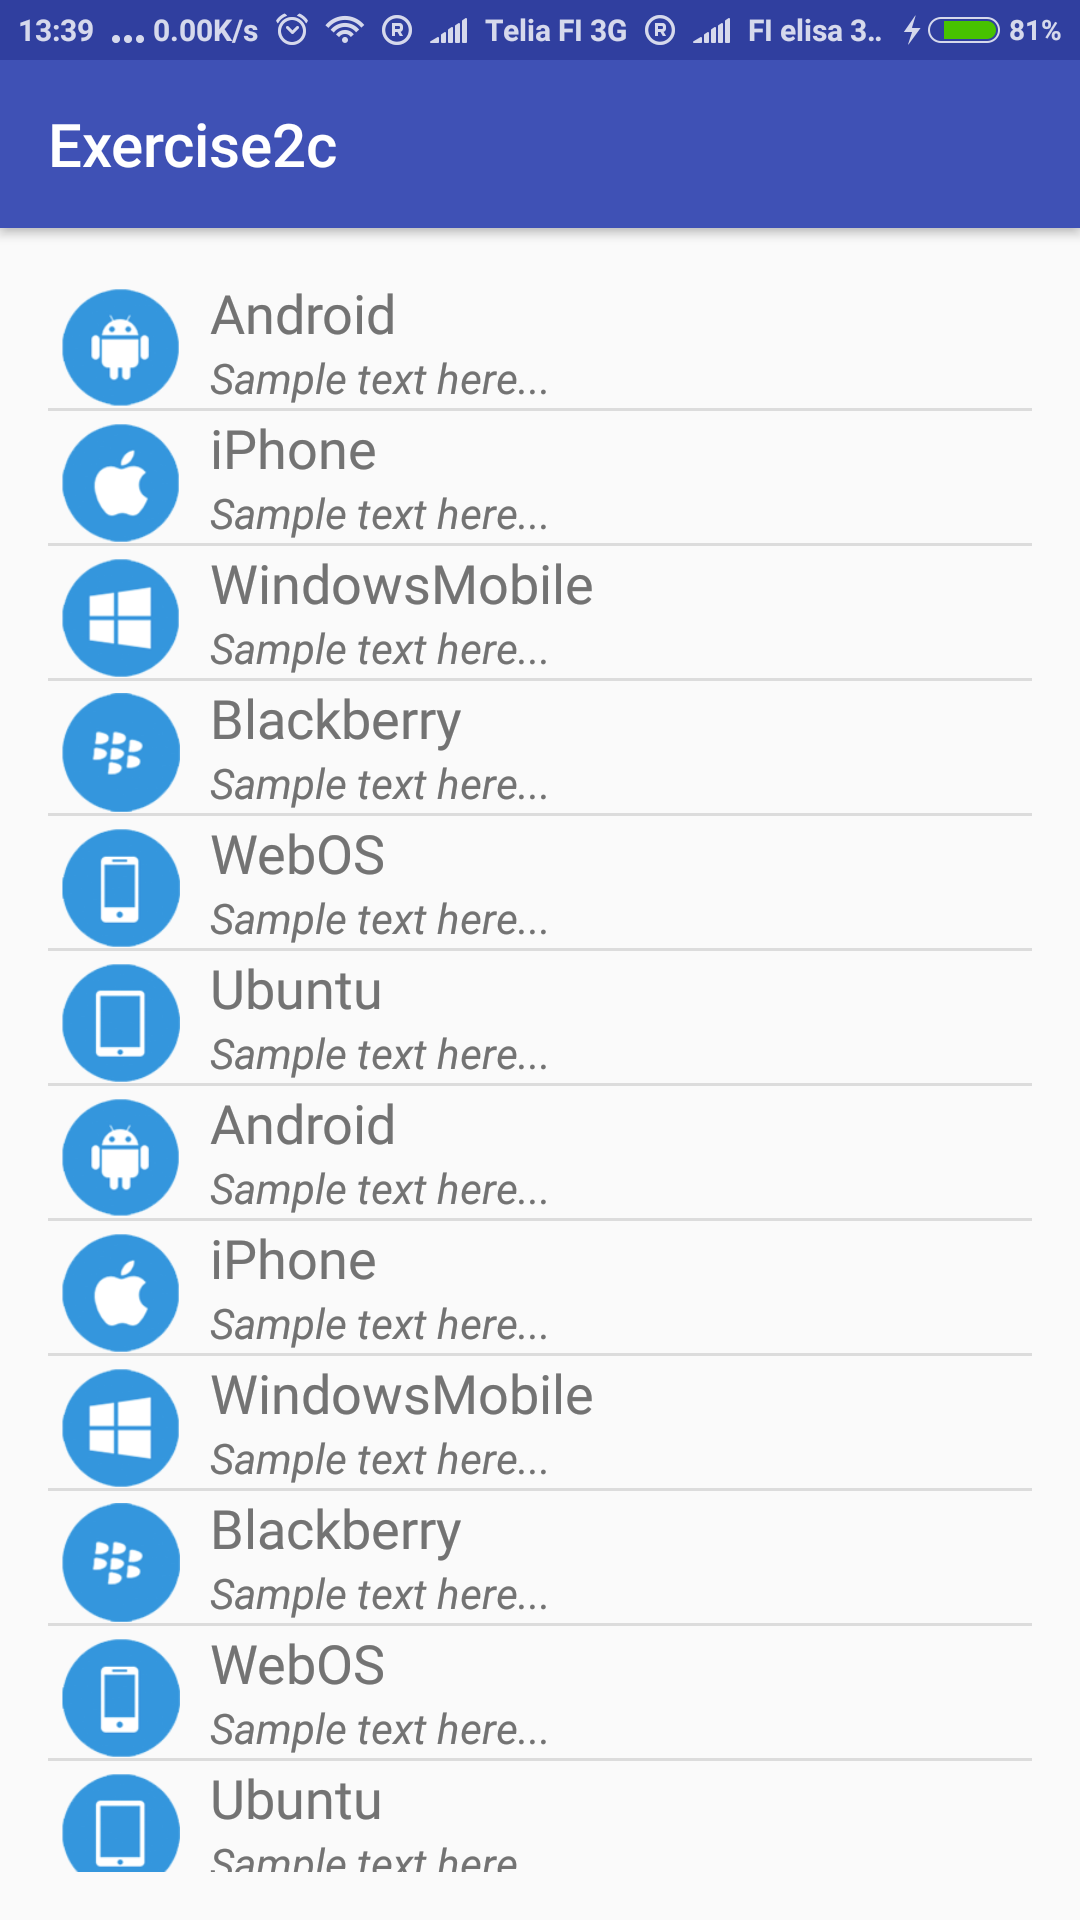 13:39 ... 0.00K/s R Telia FI 3G R FI elisa 3.. 81%
Exercise2c
Android
Sample text here...
iPhone
Sample text here...
WindowsMobile
Sample text here...
Blackberry
Sample text here...
WebOS
Sample text here...
Ubuntu
Sample text here...
Android
Sample text here...
iPhone
Sample text here...
WindowsMobile
Sample text here...
Blackberry
Sample text here...
WebOS
Sample text here...
Ubuntu
Sample text here